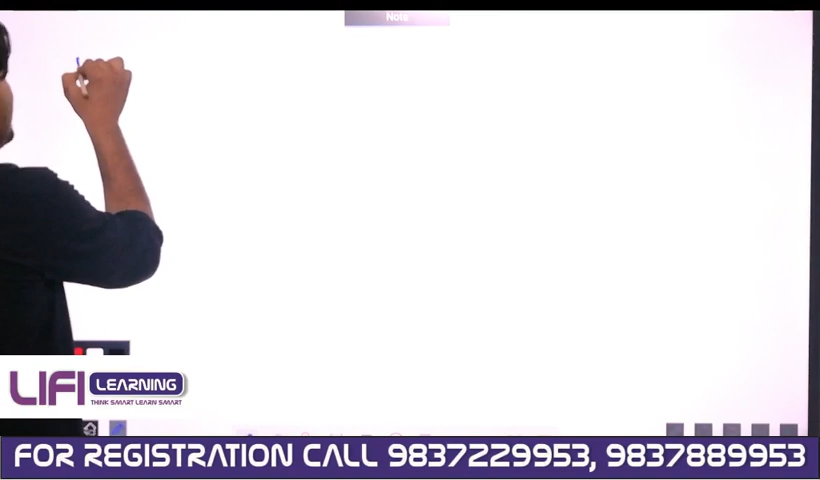 Note
LIFI LEARNING
THINK SMART LEARN SMART
FOR REGISTRATION CALL 9837229953, 9837889953